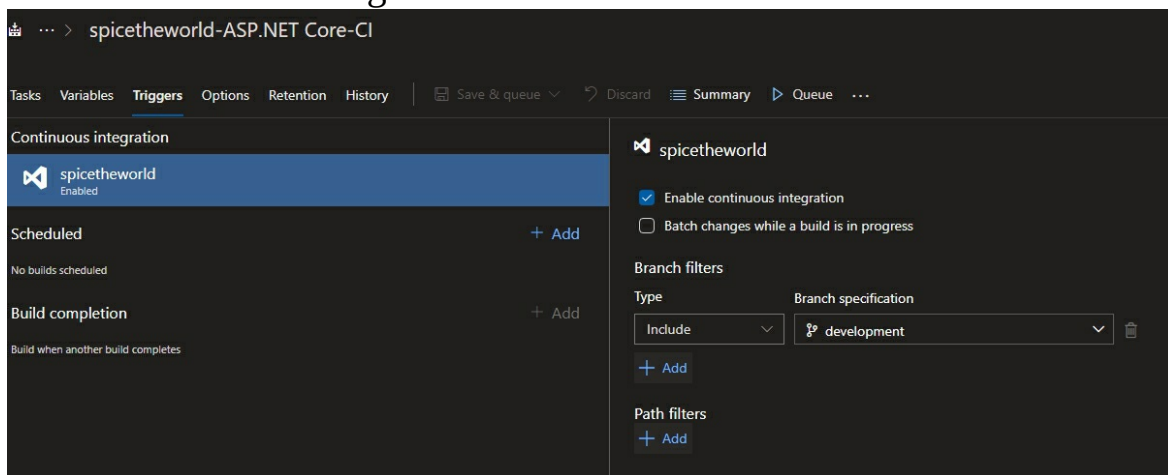 ... > spicetheworld-ASP.NET Core-CI
Tasks Variables Triggers Options Retention History Save & queue Discard Summary Queue ...
Continuous integration
spicetheworld
Enabled
Scheduled + Add
No builds scheduled
Build completion + Add
Build when another build completes
spicetheworld
Enable continuous integration
Batch changes while a build is in progress
Branch filters
Type Branch specification
Include development
+ Add
Path filters
+ Add